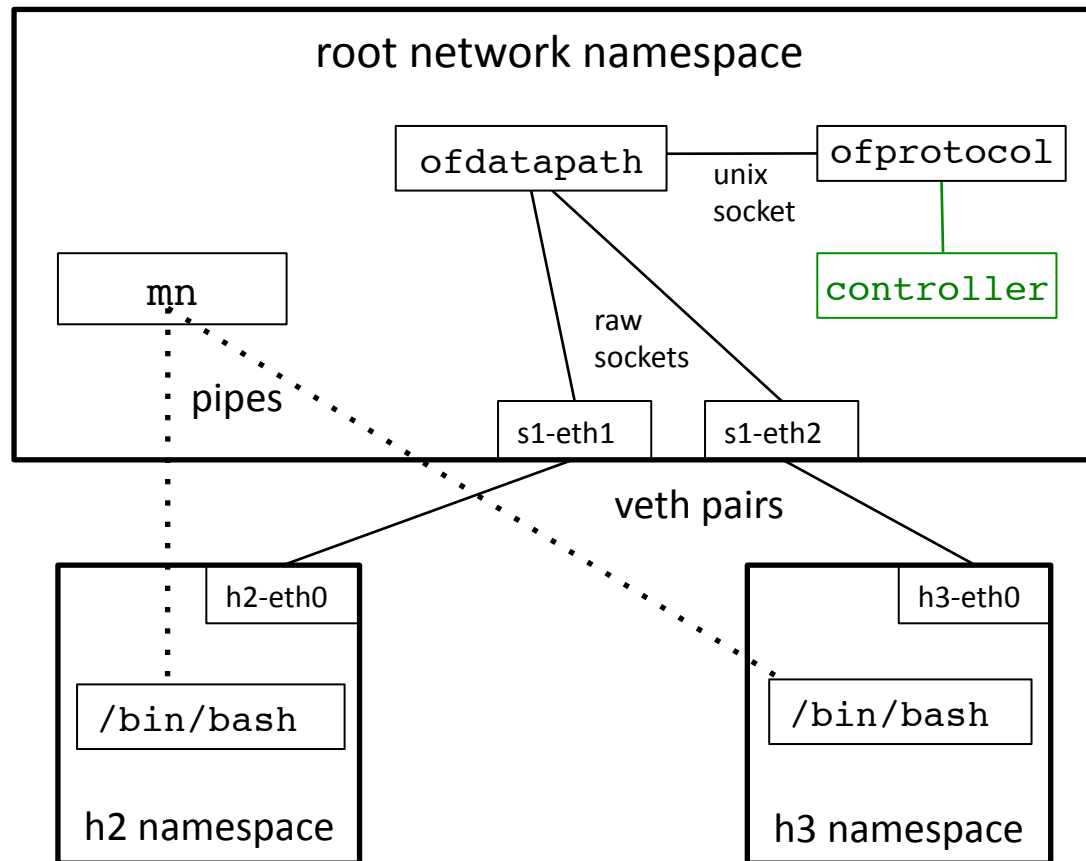 root network namespace
ofdatapath
ofprotocol
unix
socket
mn
controller
raw
sockets
pipes
s1-eth1
s1-eth2
veth pairs
h2-eth0
h3-eth0
/bin/bash
/bin/bash
h2 namespace
h3 namespace